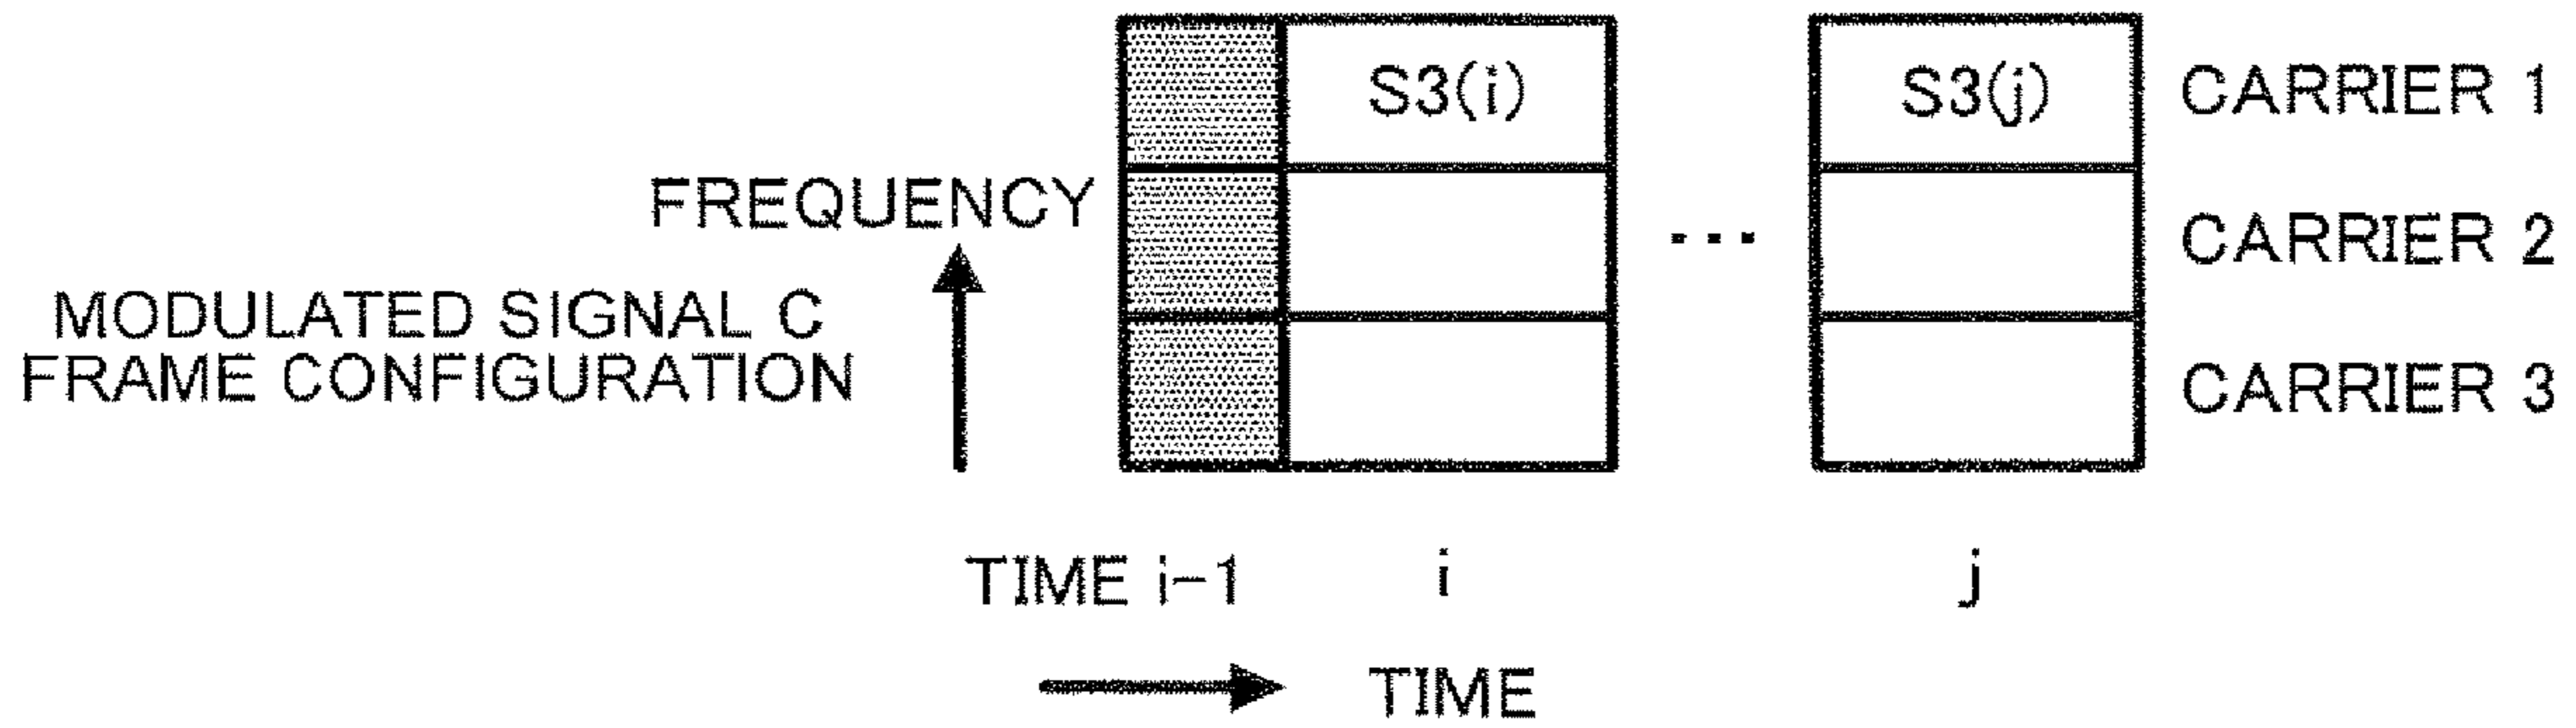 S3(i) S3(j) CARRIER 1
FREQUENCY ... CARRIER 2
MODULATED SIGNAL C
FRAME CONFIGURATION CARRIER 3
TIME i-1 i j
TIME